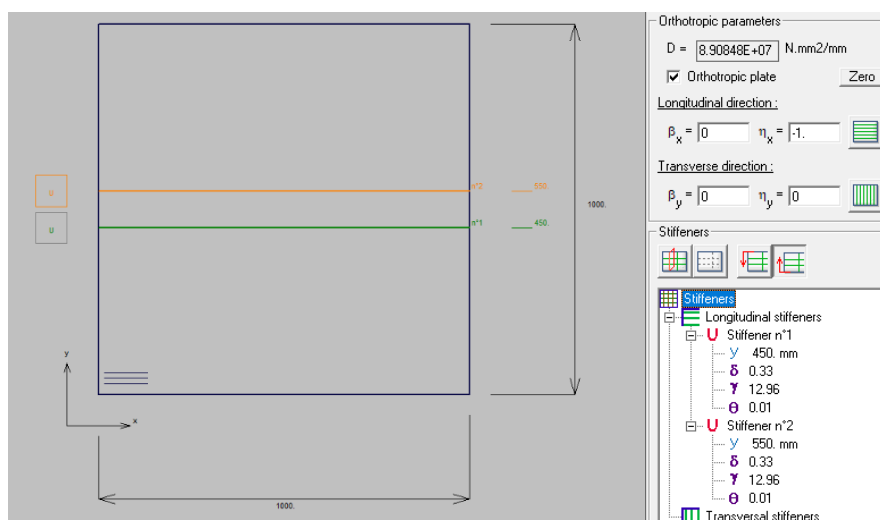 U
U
n°2
550.
n°1
450.
1000.
y
x
1000.
Orthotropic parameters
D = 8.90848E+07 N.mm2/mm
Orthotropic plate Zero
Longitudinal direction :
βx = 0 ηx = -1.
Transverse direction :
βy = 0 ηy = 0
Stiffeners
Stiffeners
Longitudinal stiffeners
U Stiffener n°1
y 450. mm
δ 0.33
γ 12.96
θ 0.01
U Stiffener n°2
y 550. mm
δ 0.33
γ 12.96
θ 0.01
Transversal stiffeners